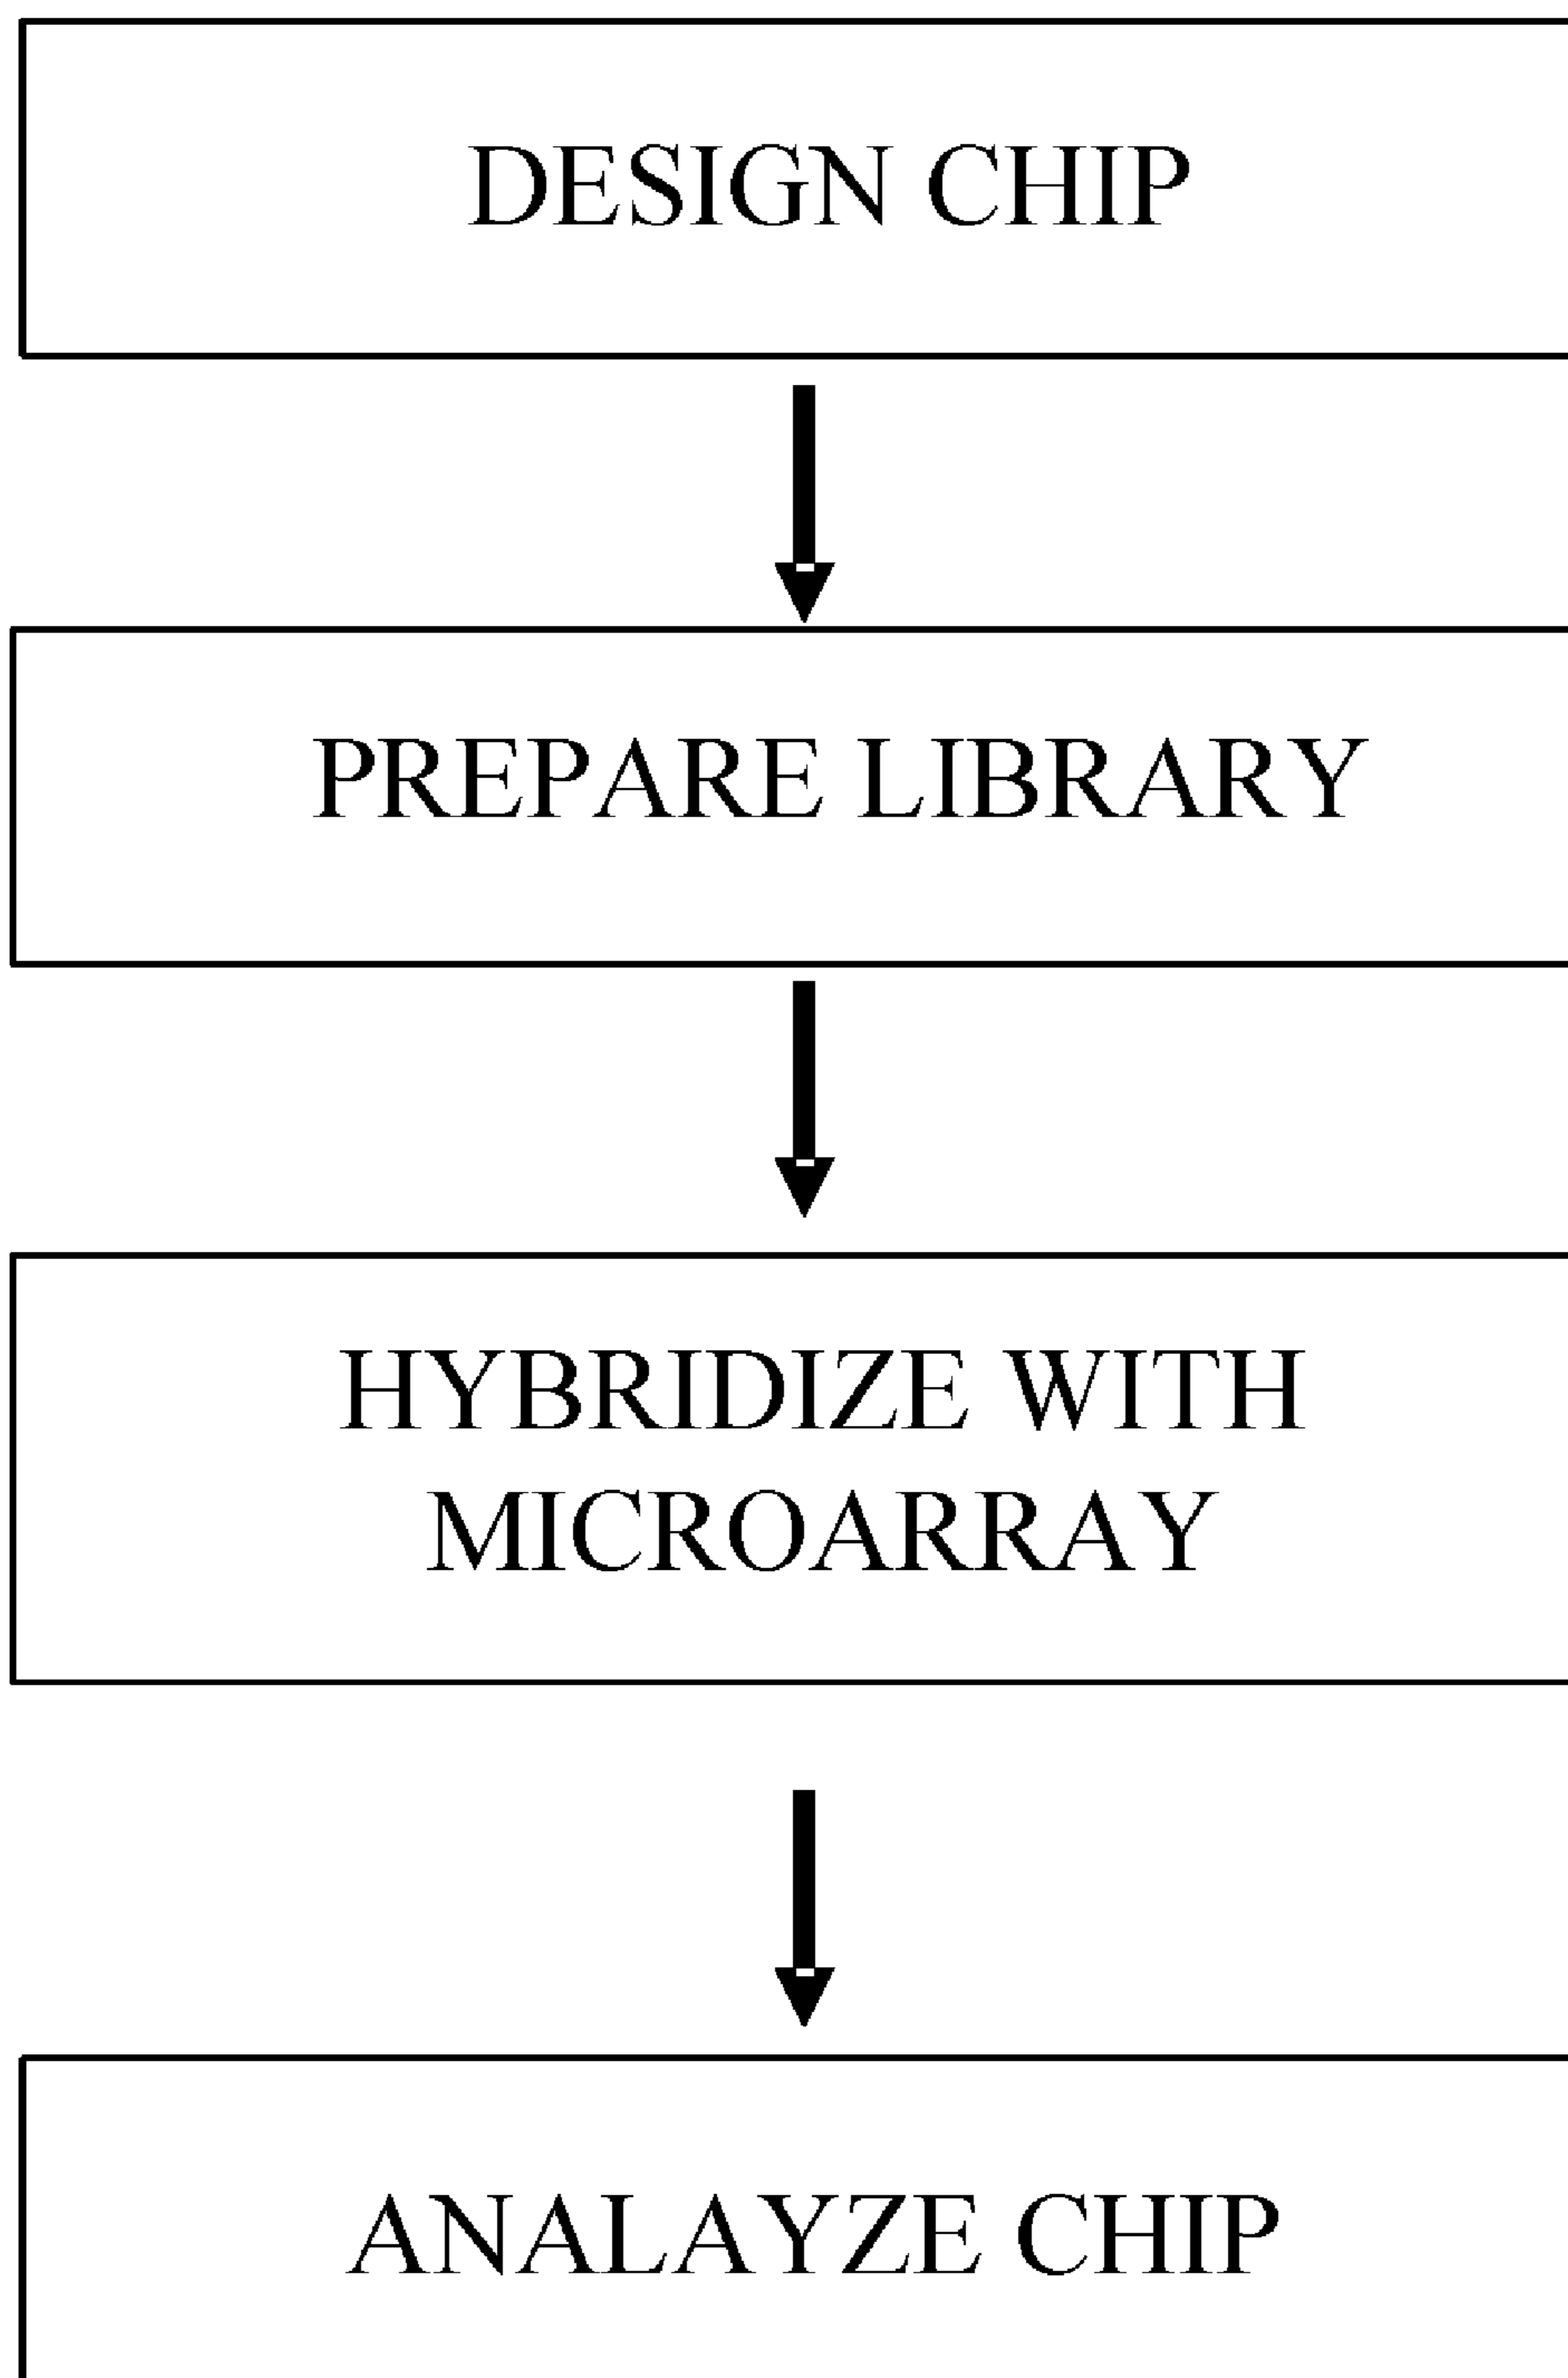 DESIGN CHIP
PREPARE LIBRARY
HYBRIDIZE WITH
MICROARRAY
ANALAYZE CHIP